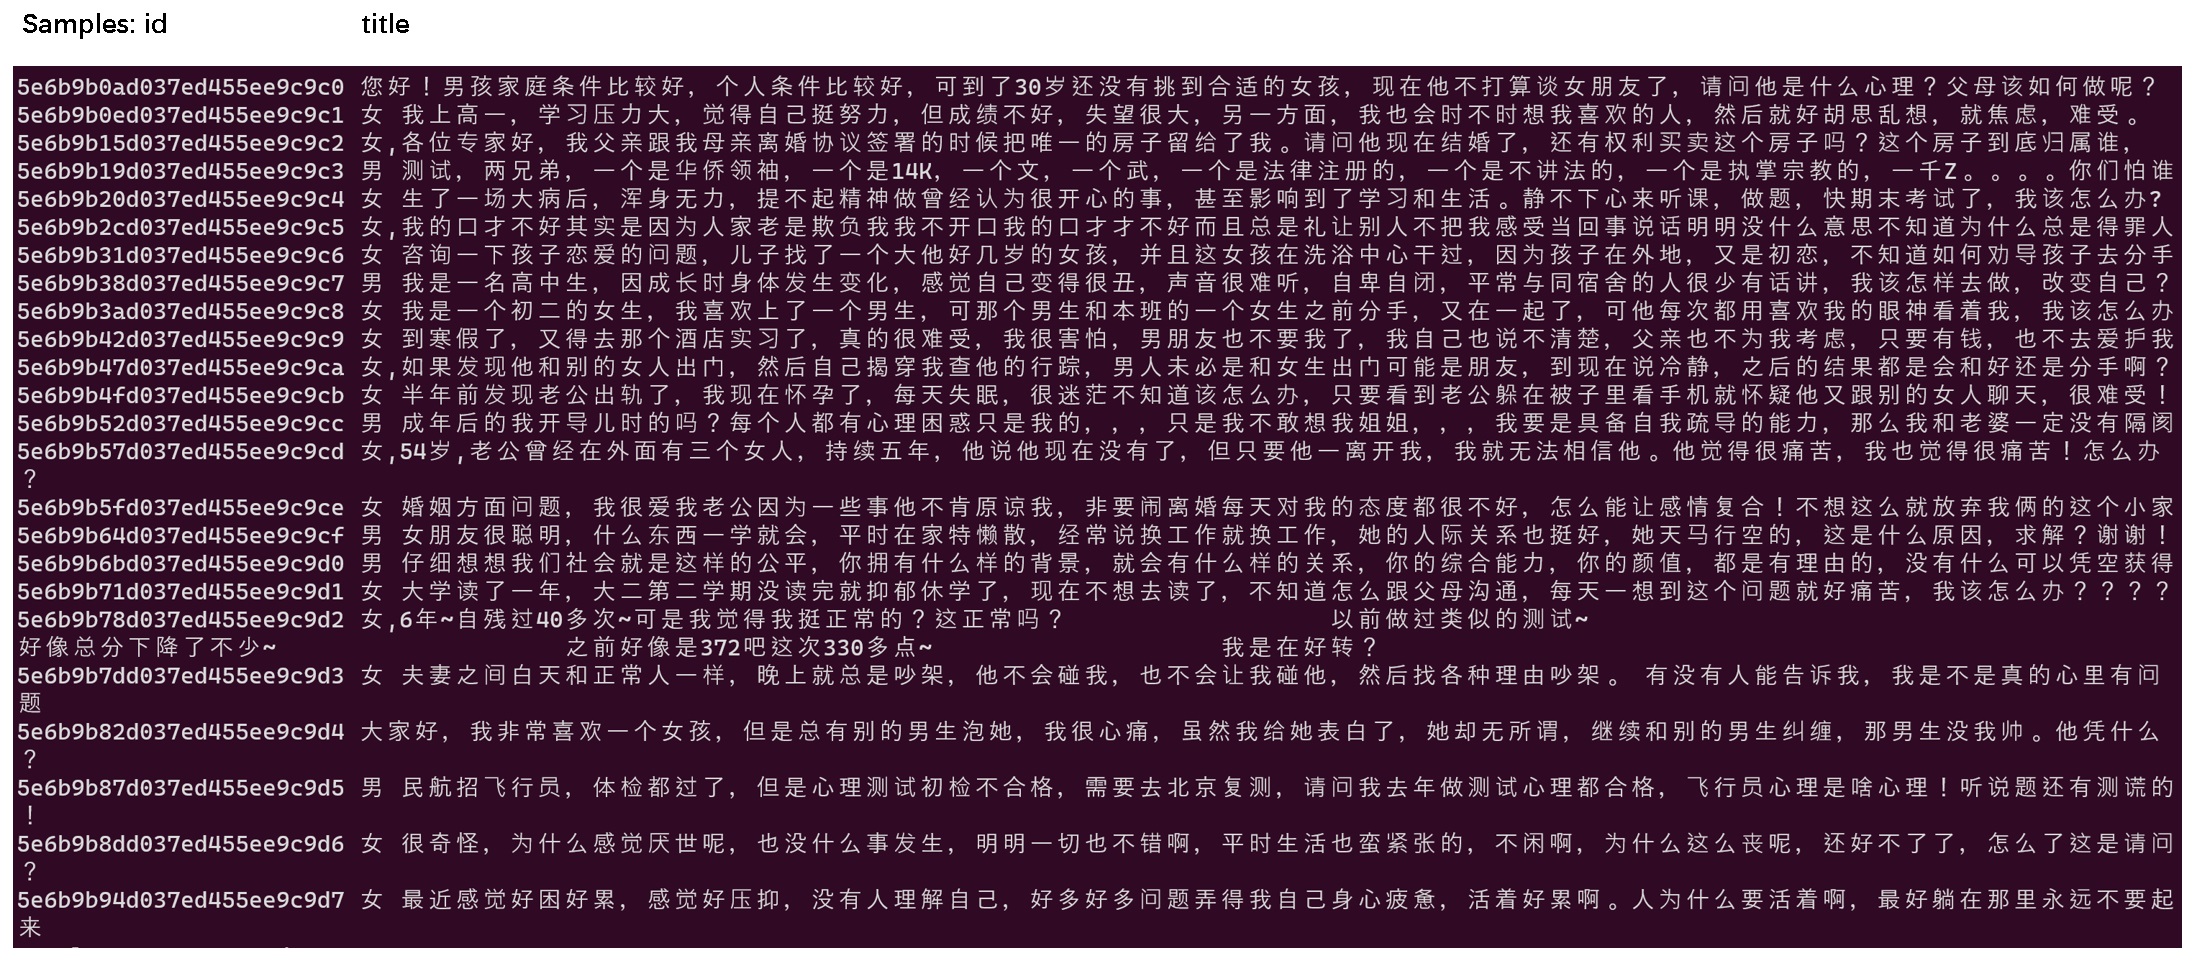 Samples: id title
5e6b9b0ad037ed455ee9c9c0 您好！男孩家庭条件比较好，个人条件比较好，可到了30岁还没有挑到合适的女孩，现在他不打算谈女朋友了，请问他是什么心理？父母该如何做呢？
5e6b9b0ed037ed455ee9c9c1 女 我上高一，学习压力大，觉得自己挺努力，但成绩不好，失望很大，另一方面，我也会时不时想我喜欢的人，然后就好胡思乱想，就焦虑，难受。
5e6b9b15d037ed455ee9c9c2 女,各位专家好，我父亲跟我母亲离婚协议签署的时候把唯一的房子留给了我。请问他现在结婚了，还有权利买卖这个房子吗？这个房子到底归属谁，
5e6b9b19d037ed455ee9c9c3 男 测试，两兄弟，一个是华侨领袖，一个是14K，一个文，一个武，一个是法律注册的，一个是不讲法的，一个是执掌宗教的，一千Z。。。。你们怕谁
5e6b9b20d037ed455ee9c9c4 女 生了一场大病后，浑身无力，提不起精神做曾经认为很开心的事，甚至影响到了学习和生活。静不下心来听课，做题，快期末考试了，我该怎么办?
5e6b9b2cd037ed455ee9c9c5 女,我的口才不好其实是因为人家老是欺负我我不开口我的口才才不好而且总是礼让别人不把我感受当回事说话明明没什么意思不知道为什么总是得罪人
5e6b9b31d037ed455ee9c9c6 女 咨询一下孩子恋爱的问题，儿子找了一个大他好几岁的女孩，并且这女孩在洗浴中心干过，因为孩子在外地，又是初恋，不知道如何劝导孩子去分手
5e6b9b38d037ed455ee9c9c7 男 我是一名高中生，因成长时身体发生变化，感觉自己变得很丑，声音很难听，自卑自闭，平常与同宿舍的人很少有话讲，我该怎样去做，改变自己？
5e6b9b3ad037ed455ee9c9c8 女 我是一个初二的女生，我喜欢上了一个男生，可那个男生和本班的一个女生之前分手，又在一起了，可他每次都用喜欢我的眼神看着我，我该怎么办
5e6b9b42d037ed455ee9c9c9 女 到寒假了，又得去那个酒店实习了，真的很难受，我很害怕，男朋友也不要我了，我自己也说不清楚，父亲也不为我考虑，只要有钱，也不去爱护我
5e6b9b47d037ed455ee9c9ca 女,如果发现他和别的女人出门，然后自己揭穿我查他的行踪，男人未必是和女生出门可能是朋友，到现在说冷静，之后的结果都是会和好还是分手啊？
5e6b9b4fd037ed455ee9c9cb 女 半年前发现老公出轨了，我现在怀孕了，每天失眠，很迷茫不知道该怎么办，只要看到老公躲在被子里看手机就怀疑他又跟别的女人聊天，很难受！
5e6b9b52d037ed455ee9c9cc 男 成年后的我开导儿时的吗？每个人都有心理困惑只是我的，，，只是我不敢想我姐姐，，，我要是具备自我疏导的能力，那么我和老婆一定没有隔阂
5e6b9b57d037ed455ee9c9cd 女,54岁,老公曾经在外面有三个女人，持续五年，他说他现在没有了，但只要他一离开我，我就无法相信他。他觉得很痛苦，我也觉得很痛苦！怎么办
？
5e6b9b5fd037ed455ee9c9ce 女 婚姻方面问题，我很爱我老公因为一些事他不肯原谅我，非要闹离婚每天对我的态度都很不好，怎么能让感情复合！不想这么就放弃我俩的这个小家
5e6b9b64d037ed455ee9c9cf 男 女朋友很聪明，什么东西一学就会，平时在家特懒散，经常说换工作就换工作，她的人际关系也挺好，她天马行空的，这是什么原因，求解？谢谢！
5e6b9b6bd037ed455ee9c9d0 男 仔细想想我们社会就是这样的公平，你拥有什么样的背景，就会有什么样的关系，你的综合能力，你的颜值，都是有理由的，没有什么可以凭空获得
5e6b9b71d037ed455ee9c9d1 女 大学读了一年，大二第二学期没读完就抑郁休学了，现在不想去读了，不知道怎么跟父母沟通，每天一想到这个问题就好痛苦，我该怎么办？？？？
5e6b9b78d037ed455ee9c9d2 女,6年~自残过40多次~可是我觉得我挺正常的？这正常吗？ 以前做过类似的测试~
好像总分下降了不少~ 之前好像是372吧这次330多点~ 我是在好转？
5e6b9b7dd037ed455ee9c9d3 女 夫妻之间白天和正常人一样，晚上就总是吵架，他不会碰我，也不会让我碰他，然后找各种理由吵架。 有没有人能告诉我，我是不是真的心里有问
题
5e6b9b82d037ed455ee9c9d4 大家好，我非常喜欢一个女孩，但是总有别的男生泡她，我很心痛，虽然我给她表白了，她却无所谓，继续和别的男生纠缠，那男生没我帅。他凭什么
？
5e6b9b87d037ed455ee9c9d5 男 民航招飞行员，体检都过了，但是心理测试初检不合格，需要去北京复测，请问我去年做测试心理都合格，飞行员心理是啥心理！听说题还有测谎的
！
5e6b9b8dd037ed455ee9c9d6 女 很奇怪，为什么感觉厌世呢，也没什么事发生，明明一切也不错啊，平时生活也蛮紧张的，不闲啊，为什么这么丧呢，还好不了了，怎么了这是请问
？
5e6b9b94d037ed455ee9c9d7 女 最近感觉好困好累，感觉好压抑，没有人理解自己，好多好多问题弄得我自己身心疲惫，活着好累啊。人为什么要活着啊，最好躺在那里永远不要起
来